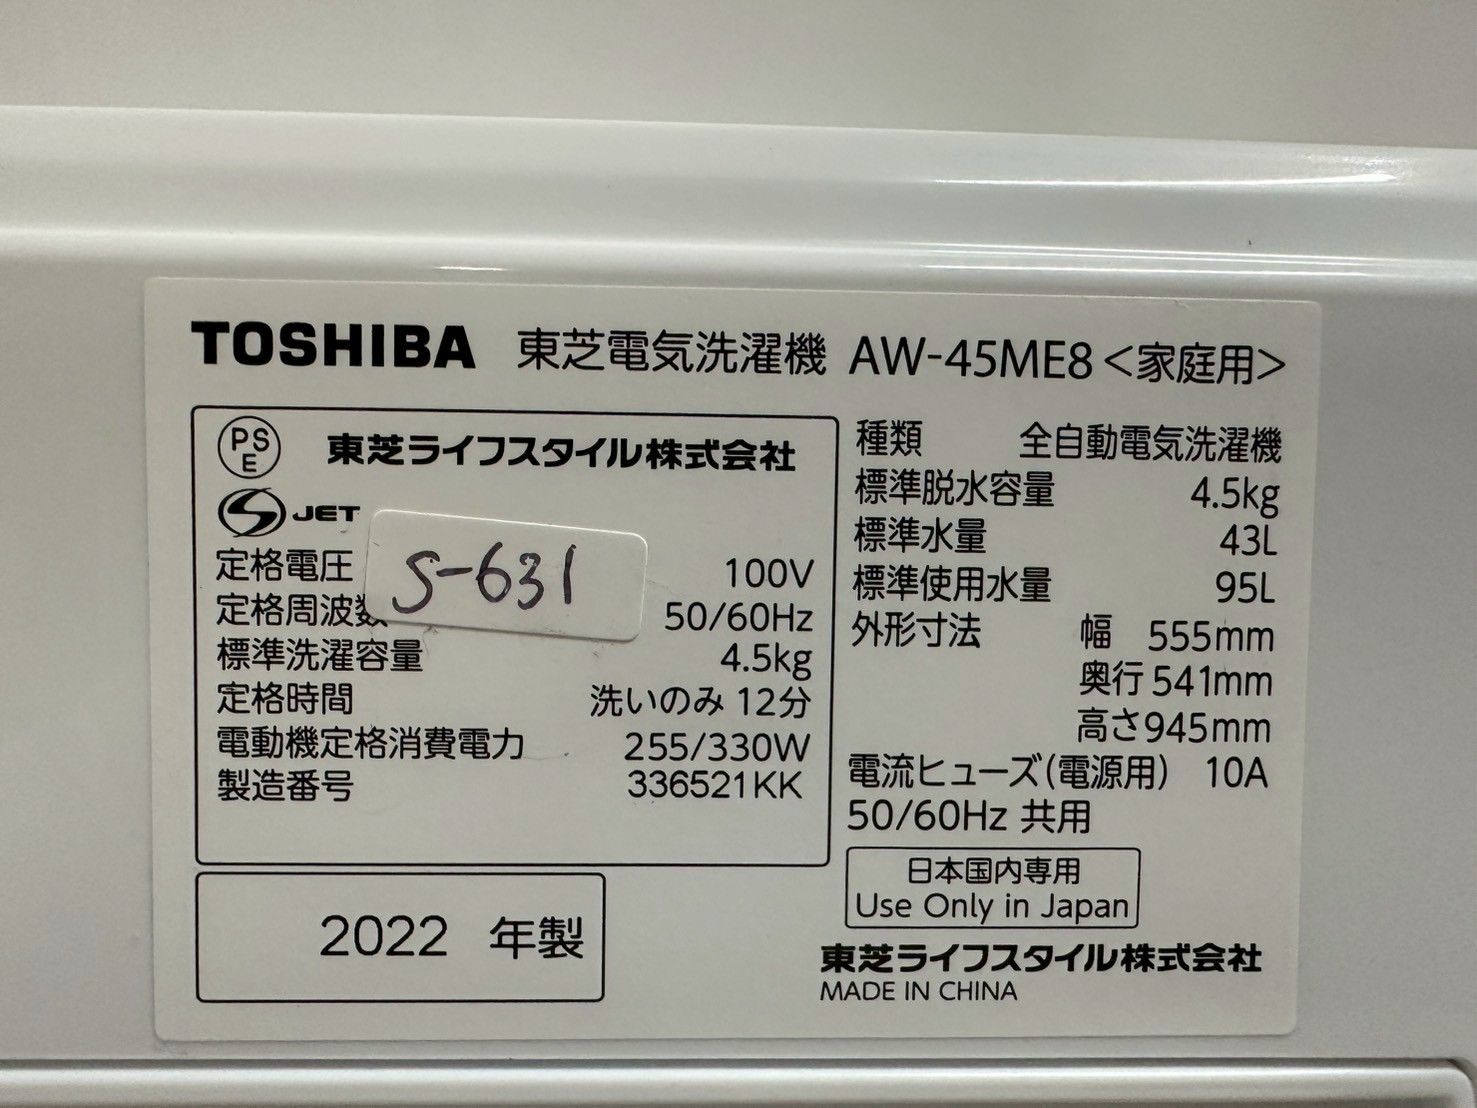 TOSHIBA 東芝電気洗濯機 AW-45ME8<家庭用>
PSE 東芝ライフスタイル株式会社
S JET
S-631
定格電圧 100V
定格周波数 50/60Hz
標準洗濯容量 4.5kg
定格時間 洗いのみ 12分
電動機定格消費電力 255/330W
製造番号 336521KK
2022 年製
種類 全自動電気洗濯機
標準脱水容量 4.5kg
標準水量 43L
標準使用水量 95L
外形寸法 幅 555mm
奥行 541mm
高さ 945mm
電流ヒューズ(電源用) 10A
50/60Hz 共用
日本国内専用
Use Only in Japan
東芝ライフスタイル株式会社
MADE IN CHINA